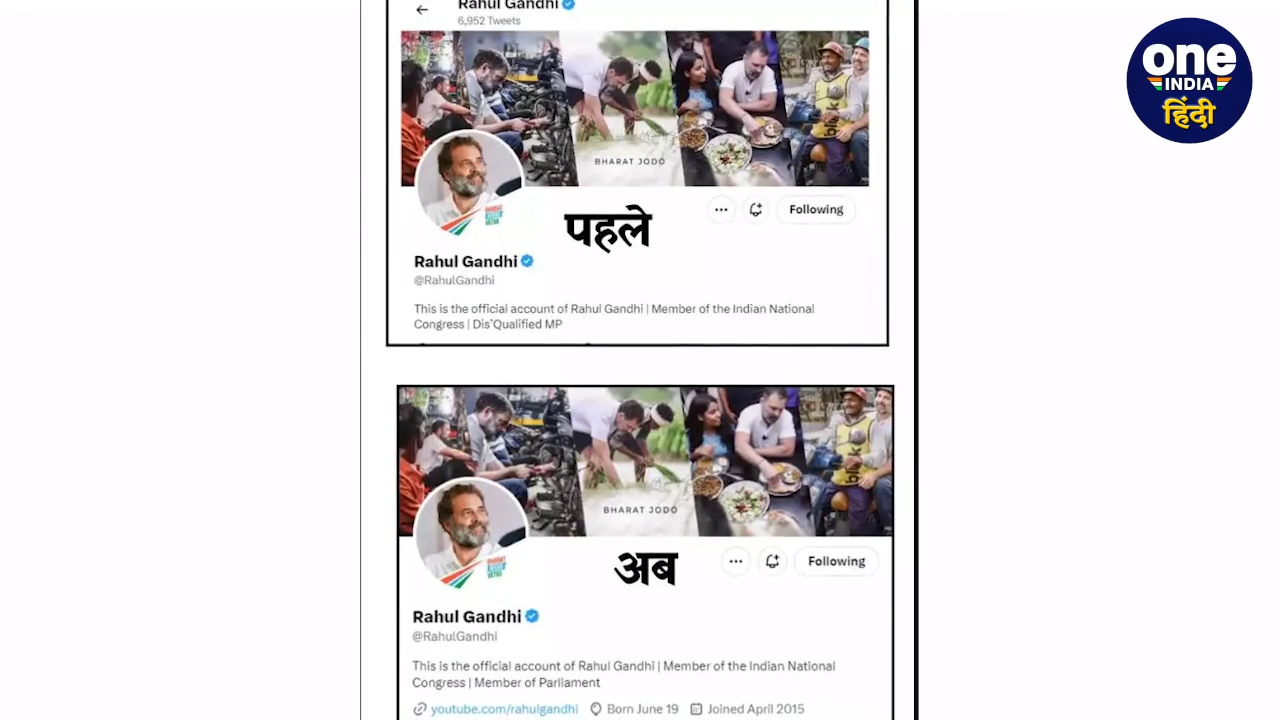 Rahul Gandhi
6,952 Tweets
one
INDIA
हिंदी
BHARAT JODO
पहले
Following
Rahul Gandhi
@RahulGandhi
This is the official account of Rahul Gandhi | Member of the Indian National
Congress | Dis'Qualified MP
BHARAT JODO
अब
Following
Rahul Gandhi
@RahulGandhi
This is the official account of Rahul Gandhi | Member of the Indian National
Congress | Member of Parliament
youtube.com/rahulgandhi Born June 19 Joined April 2015